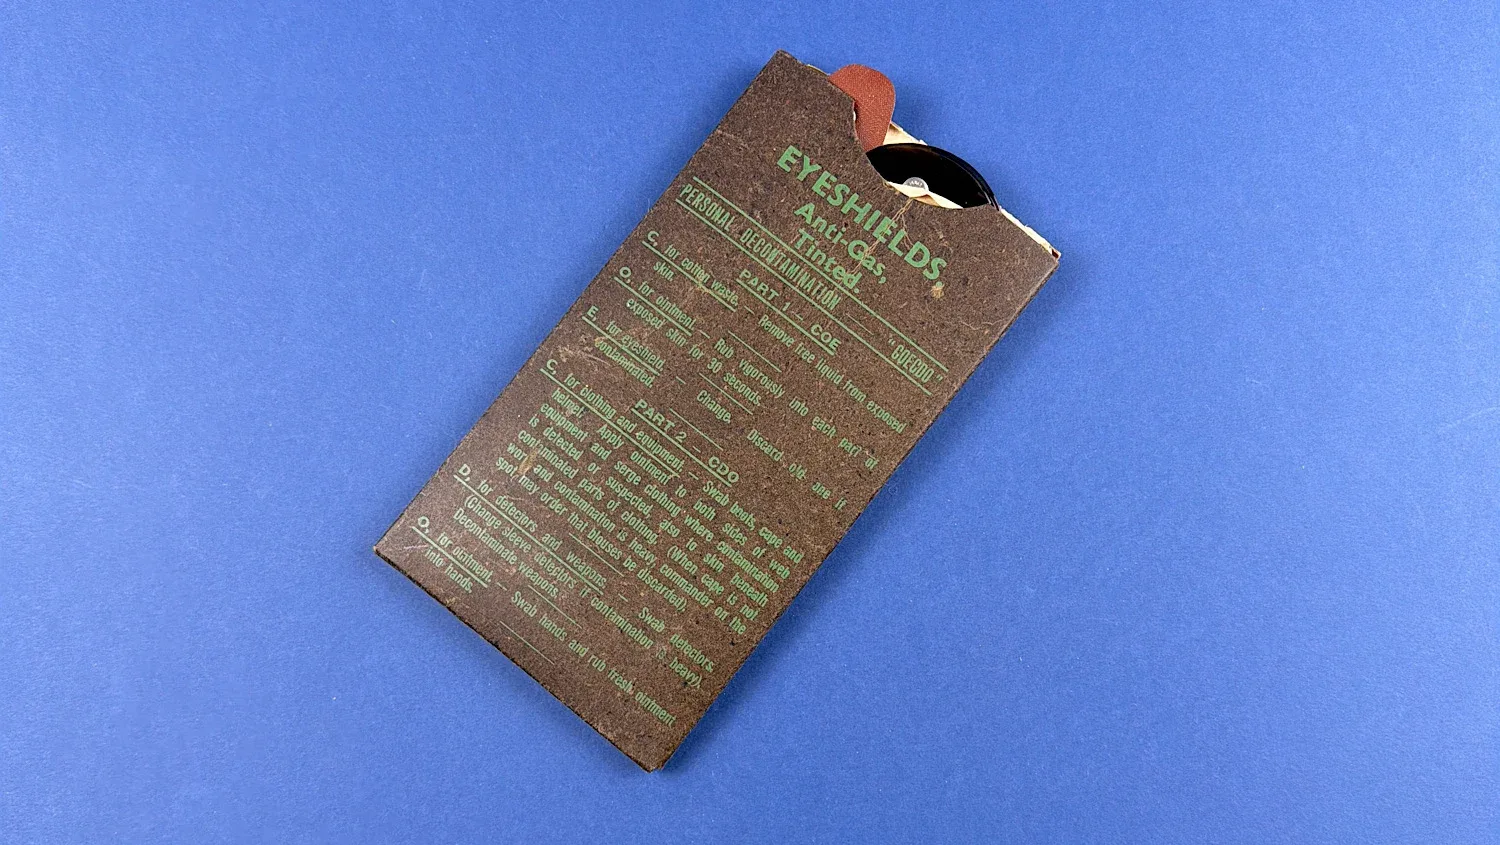 EYESHIELDS,
Anti-Gas,
Tinted.
"PERSONAL DECONTAMINATION — "COECDO"
PART 1 — COE
C. for cotton waste. — Remove free liquid from exposed
skin.
O. for ointment. — Rub vigorously into each part of
exposed skin for 30 seconds.
E. for eyeshield. — Change. Discard old one if
contaminated.
PART 2 — CDO
C. for clothing and equipment. — Swab boots, cape and
helmet. Apply ointment to both sides of web
equipment and serge clothing where contamination
is detected or suspected, also to skin beneath
contaminated parts of clothing. (When cape is not
worn and contamination is heavy, commander on the
spot may order that blouses be discarded).
D. for detectors, and weapons. — Swab detectors.
(Change sleeve detectors if contamination is heavy).
Decontaminate weapons.
O. for ointment. — Swab hands and rub fresh ointment
into hands.